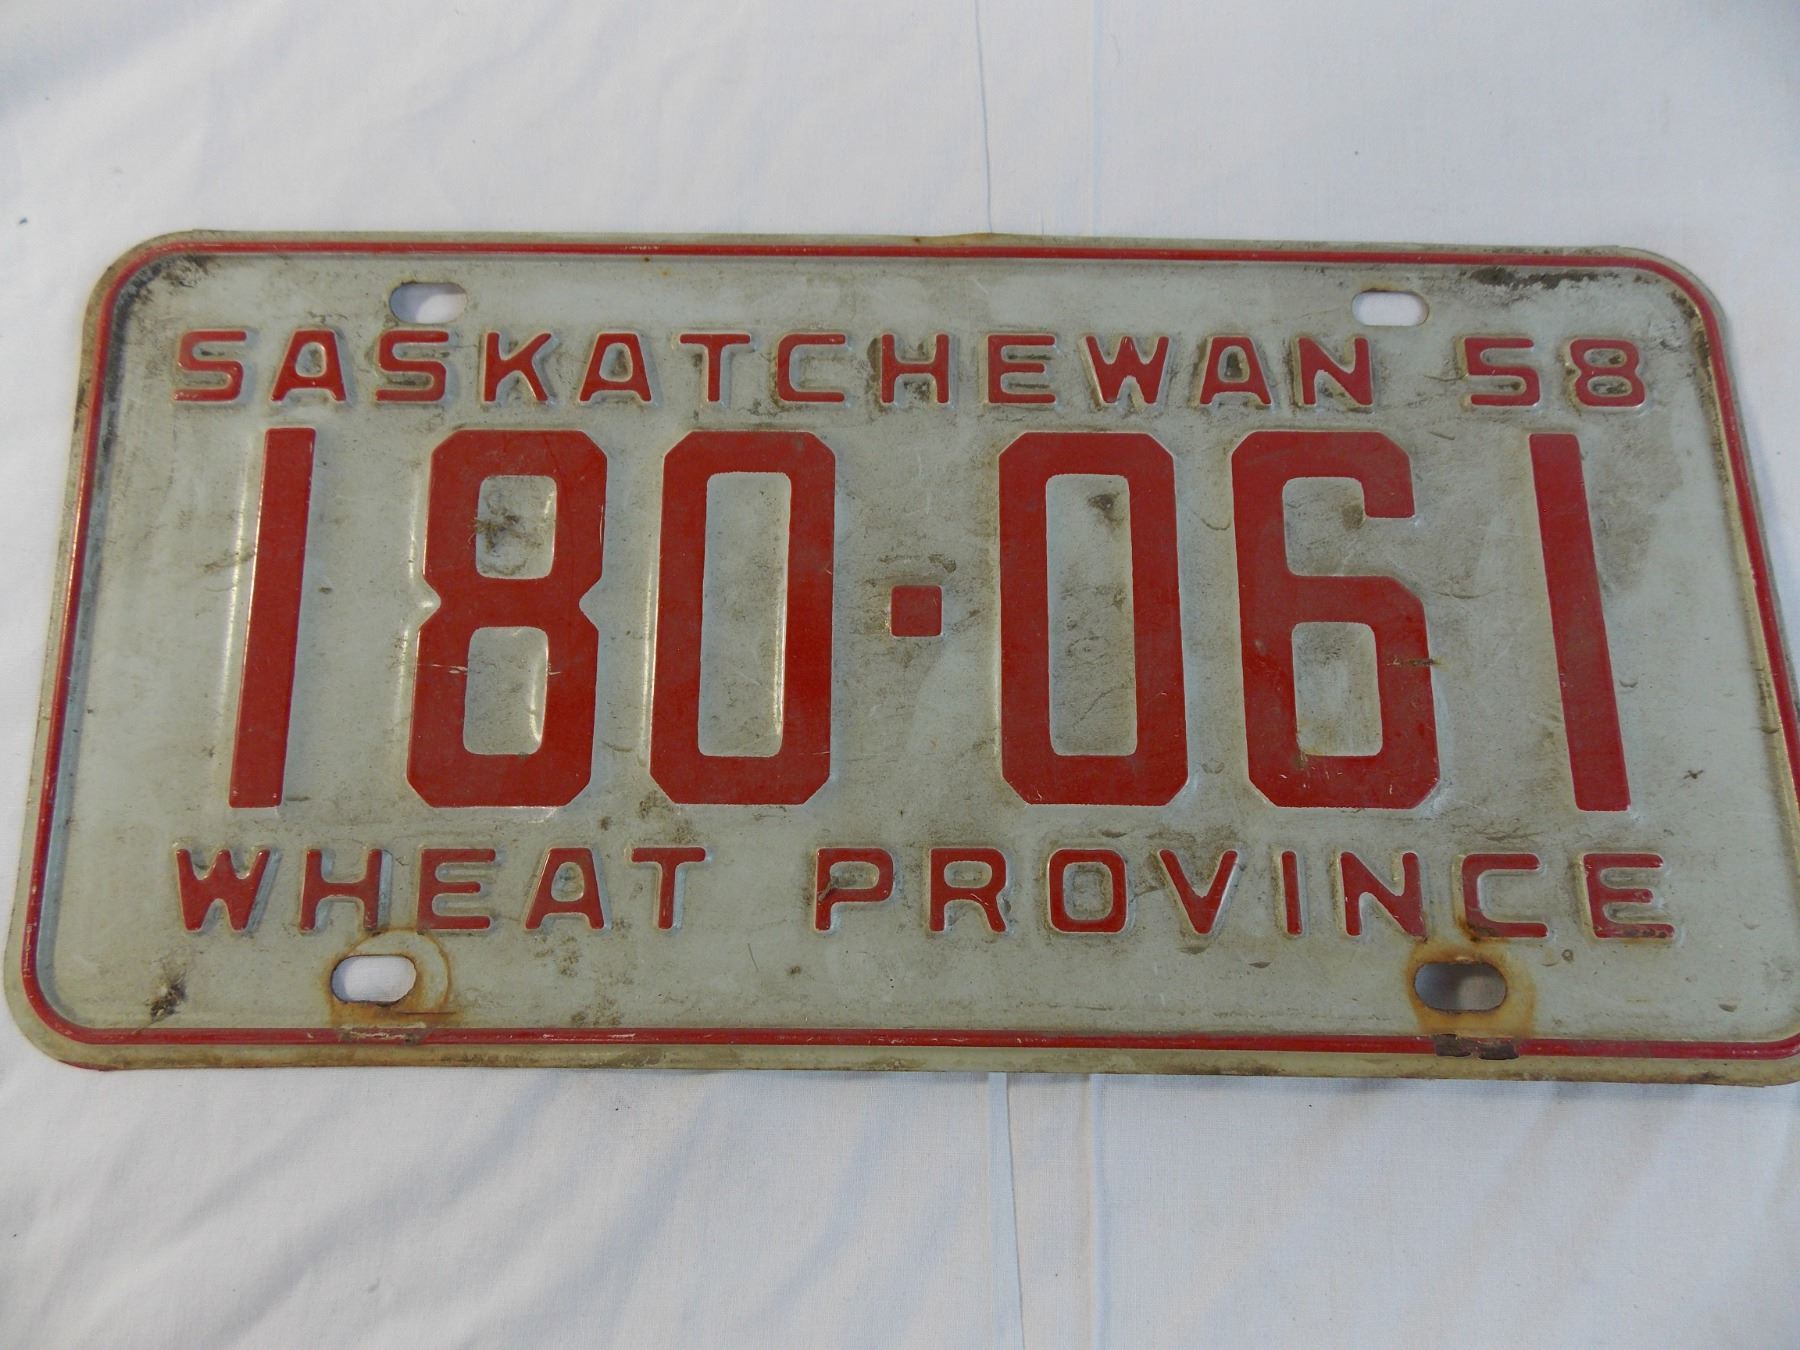 SASKATCHEWAN 58
180·061
WHEAT PROVINCE